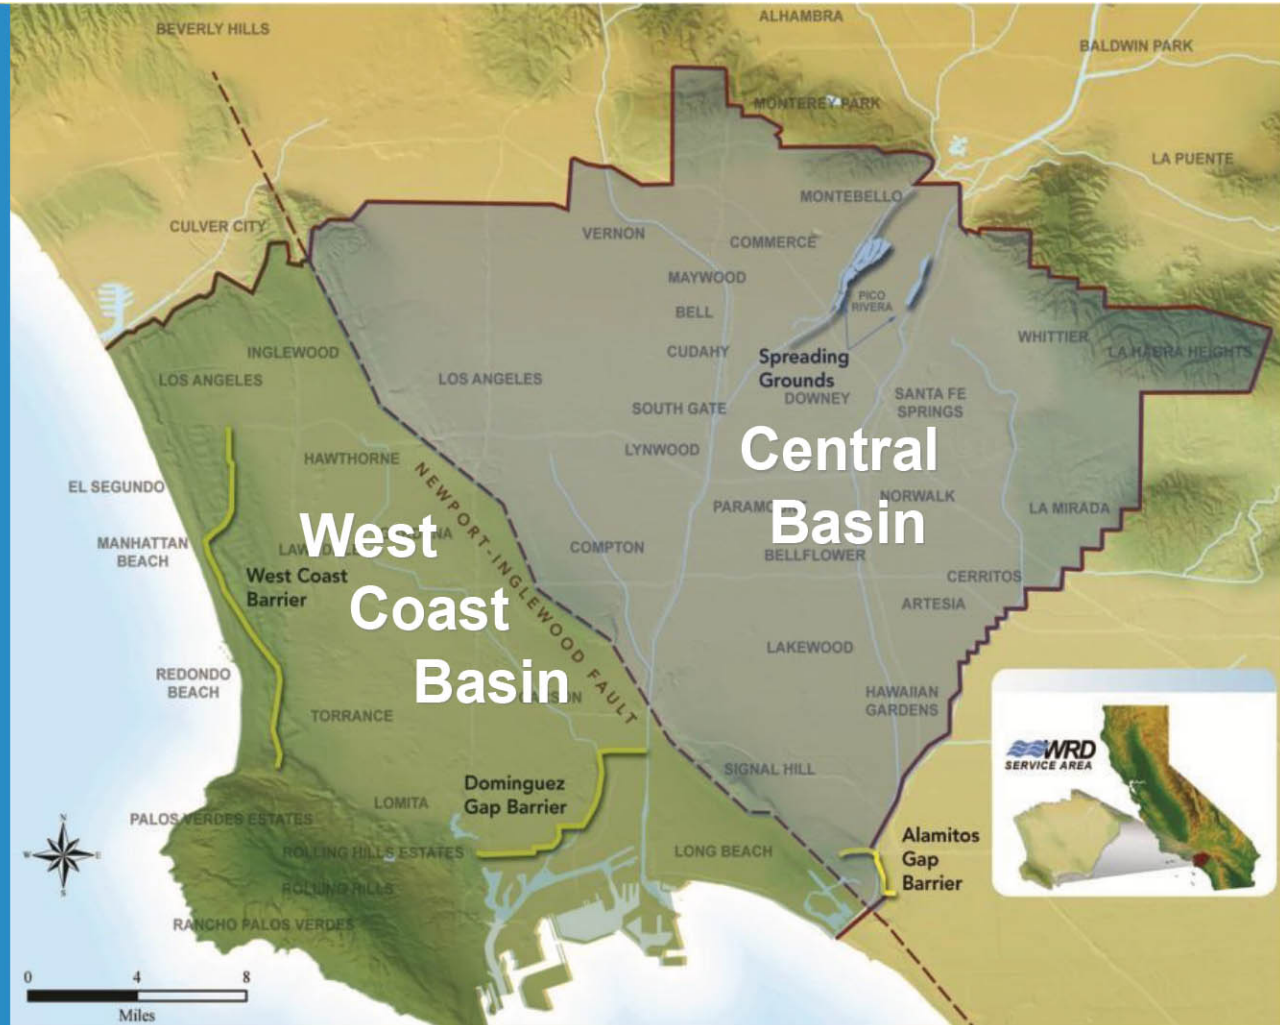 BEVERLY HILLS
ALHAMBRA
BALDWIN PARK
MONTEREY PARK
LA PUENTE
MONTEBELLO
CULVER CITY
VERNON
COMMERCE
MAYWOOD
PICO
RIVERA
BELL
WHITTIER
LA HABRA HEIGHTS
INGLEWOOD
CUDAHY
Spreading
Grounds
LOS ANGELES
LOS ANGELES
DOWNEY
SANTA FE
SPRINGS
SOUTH GATE
LYNWOOD
Central
Basin
HAWTHORNE
NEWPORT-INGLEWOOD FAULT
EL SEGUNDO
NORWALK
PARAMOUNT
LA MIRADA
West
Coast
Basin
MANHATTAN
BEACH
COMPTON
BELLFLOWER
West Coast
Barrier
CERRITOS
ARTESIA
LAKEWOOD
REDONDO
BEACH
HAWAIIAN
GARDENS
TORRANCE
SIGNAL HILL
WRD
SERVICE AREA
Dominguez
Gap Barrier
LOMITA
PALOS VERDES ESTATES
ROLLING HILLS ESTATES
LONG BEACH
Alamitos
Gap
Barrier
ROLLING HILLS
RANCHO PALOS VERDES
N
W
E
S
0 4 8
Miles